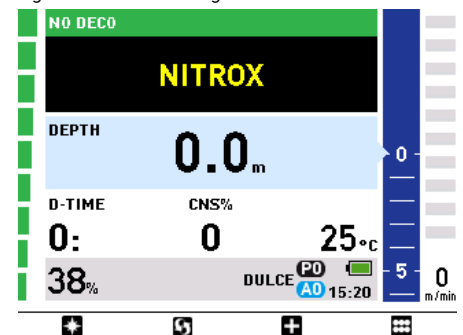 NO DECO
NITROX
DEPTH
0.0 m
0
D-TIME CNS%
0: 0 25°C
38% DULCE P0
A0 15:20
5
0
m/min